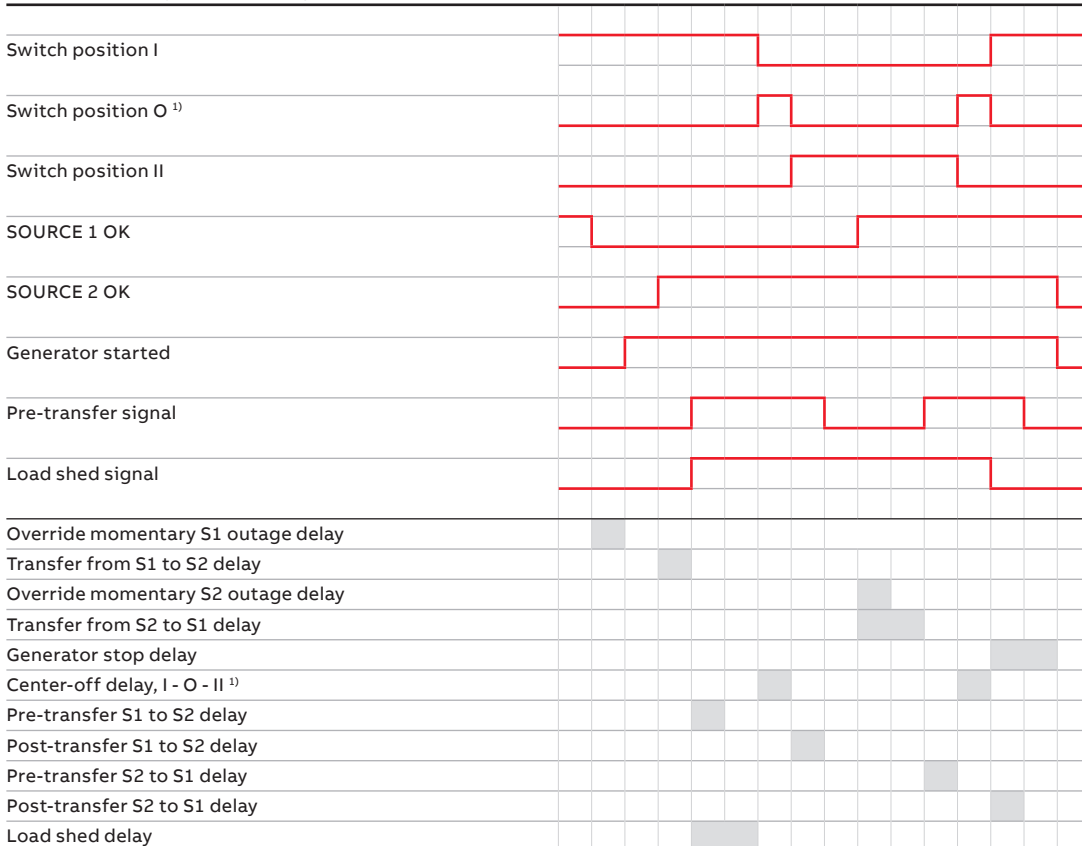 Switch position I
Switch position O ¹⁾
Switch position II
SOURCE 1 OK
SOURCE 2 OK
Generator started
Pre-transfer signal
Load shed signal
Override momentary S1 outage delay
Transfer from S1 to S2 delay
Override momentary S2 outage delay
Transfer from S2 to S1 delay
Generator stop delay
Center-off delay, I - O - II ¹⁾
Pre-transfer S1 to S2 delay
Post-transfer S1 to S2 delay
Pre-transfer S2 to S1 delay
Post-transfer S2 to S1 delay
Load shed delay